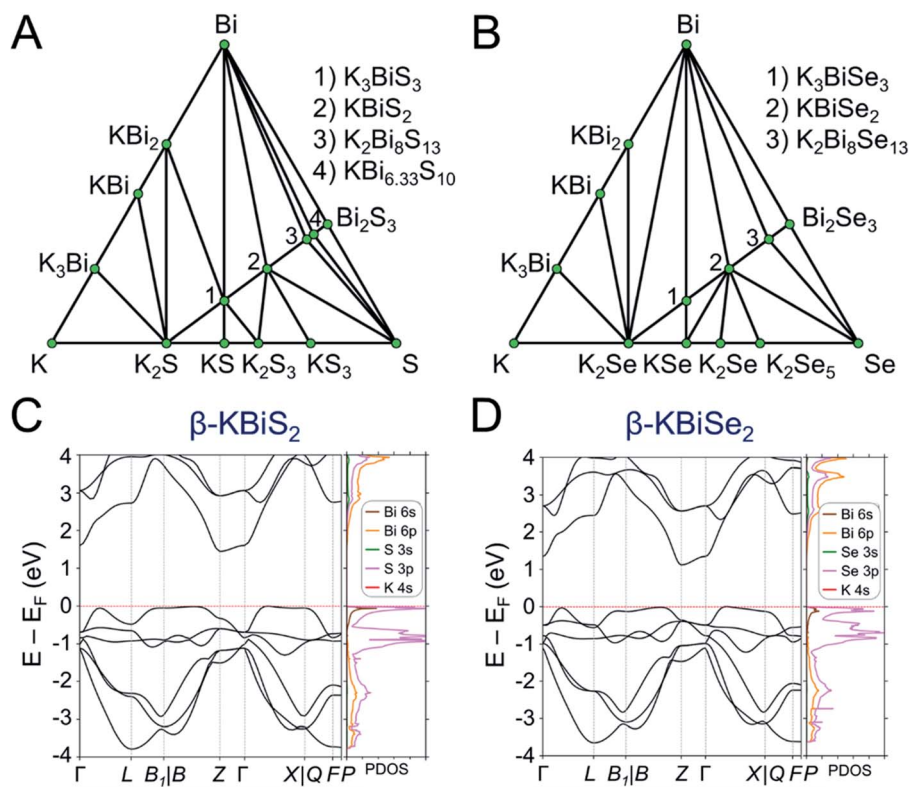 A
Bi
1) K₃BiS₃
2) KBiS₂
3) K₂Bi₈S₁₃
4) KBi₆.₃₃S₁₀
KBi₂
KBi
K₃Bi
Bi₂S₃
4
3
2
1
K
K₂S
KS
K₂S₃
KS₃
S
B
Bi
1) K₃BiSe₃
2) KBiSe₂
3) K₂Bi₈Se₁₃
KBi₂
KBi
K₃Bi
Bi₂Se₃
3
2
1
K
K₂Se
KSe
K₂Se
K₂Se₅
Se
C
β-KBiS₂
E − E_F (eV)
4
3
2
1
0
-1
-2
-3
-4
Γ L B₁|B Z Γ X|Q F P
Bi 6s
Bi 6p
S 3s
S 3p
K 4s
PDOS
D
β-KBiSe₂
E − E_F (eV)
4
3
2
1
0
-1
-2
-3
-4
Γ L B₁|B Z Γ X|Q F P
Bi 6s
Bi 6p
Se 3s
Se 3p
K 4s
PDOS